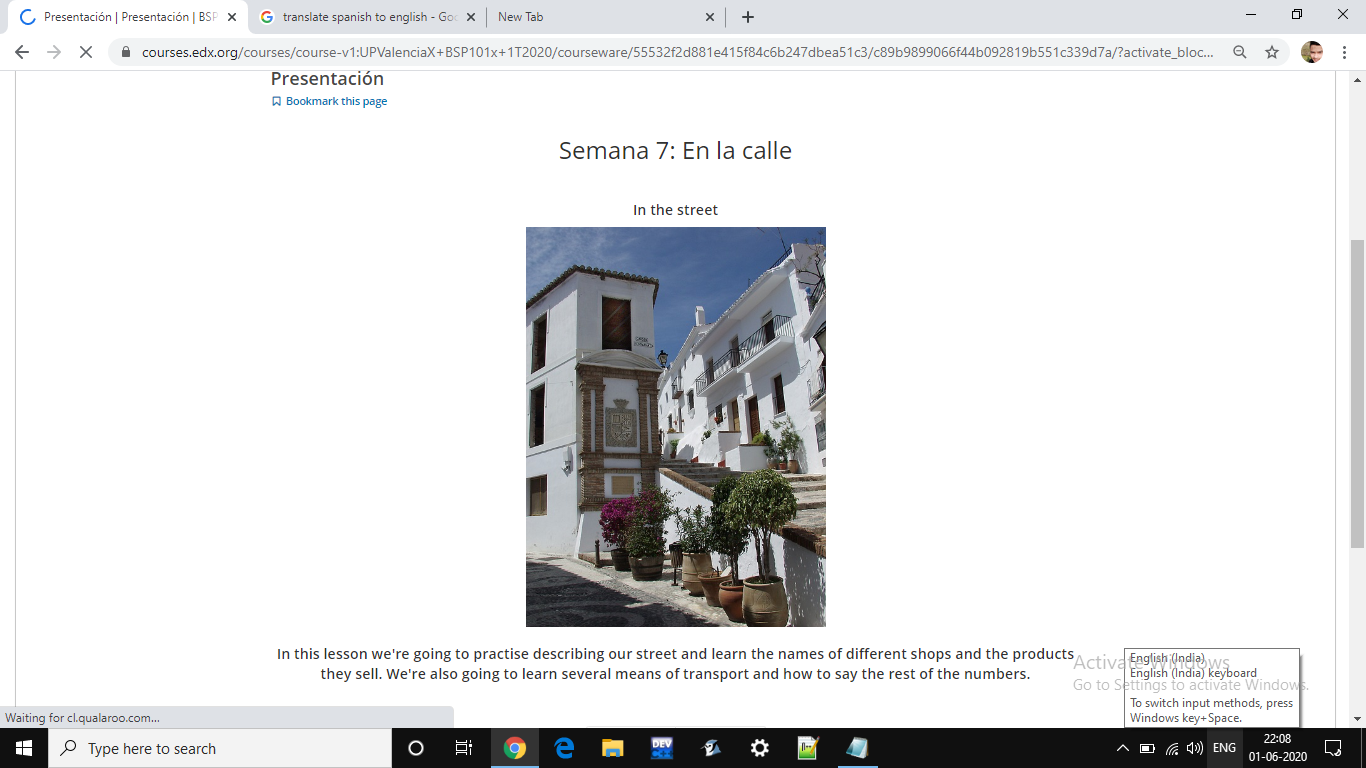 Presentación | Presentación | BSP
translate spanish to english - Goo
New Tab
courses.edx.org/courses/course-v1:UPValenciaX+BSP101x+1T2020/courseware/55532f2d881e415f84c6b247dbea51c3/c89b9899066f44b092819b551c339d7a/?activate_bloc...
Presentación
Bookmark this page
Semana 7: En la calle
In the street
In this lesson we're going to practise describing our street and learn the names of different shops and the products
they sell. We're also going to learn several means of transport and how to say the rest of the numbers.
Activate Windows
Go to Settings to activate Windows.
English (India)
English (India) keyboard
To switch input methods, press
Windows key+Space.
Waiting for cl.qualaroo.com...
Type here to search
DEV
ENG
22:08
01-06-2020